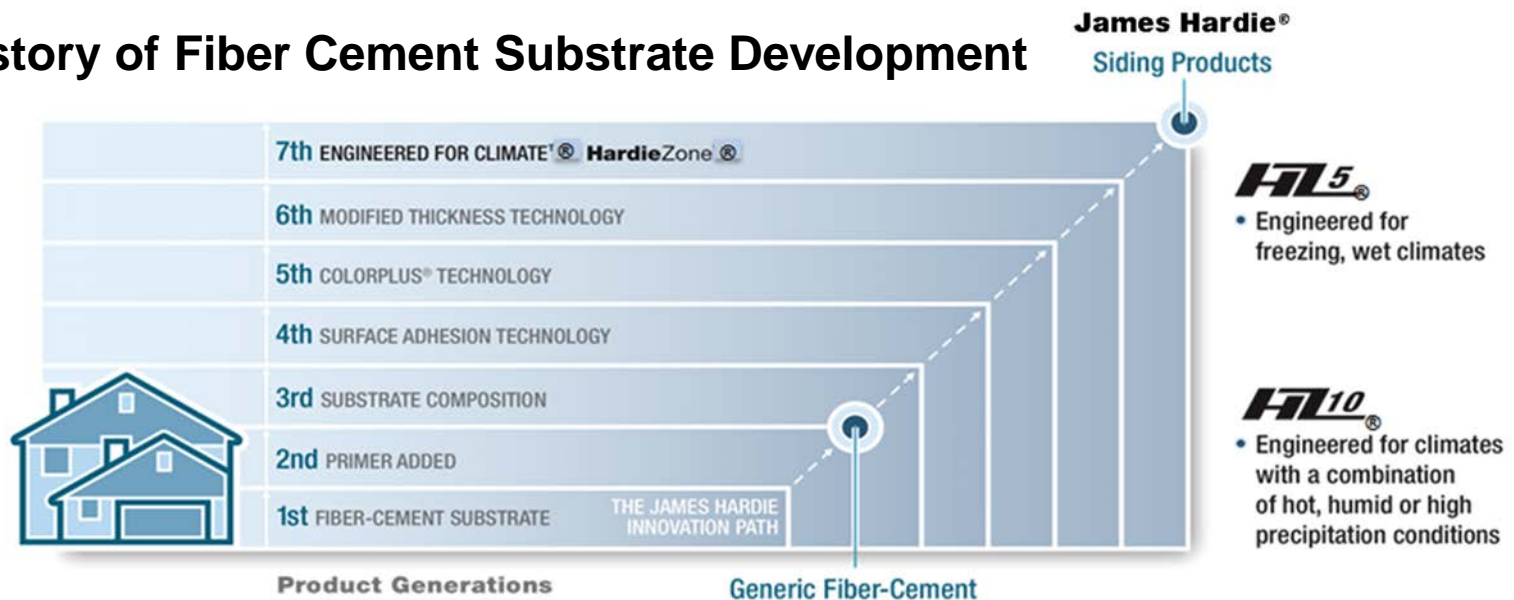 story of Fiber Cement Substrate Development
James Hardie®
Siding Products
7th ENGINEERED FOR CLIMATE'® HardieZone'®
6th MODIFIED THICKNESS TECHNOLOGY
5th COLORPLUS® TECHNOLOGY
4th SURFACE ADHESION TECHNOLOGY
3rd SUBSTRATE COMPOSITION
2nd PRIMER ADDED
1st FIBER-CEMENT SUBSTRATE
THE JAMES HARDIE
INNOVATION PATH
Product Generations
Generic Fiber-Cement
HZ5®
• Engineered for
freezing, wet climates
HZ10®
• Engineered for climates
with a combination
of hot, humid or high
precipitation conditions